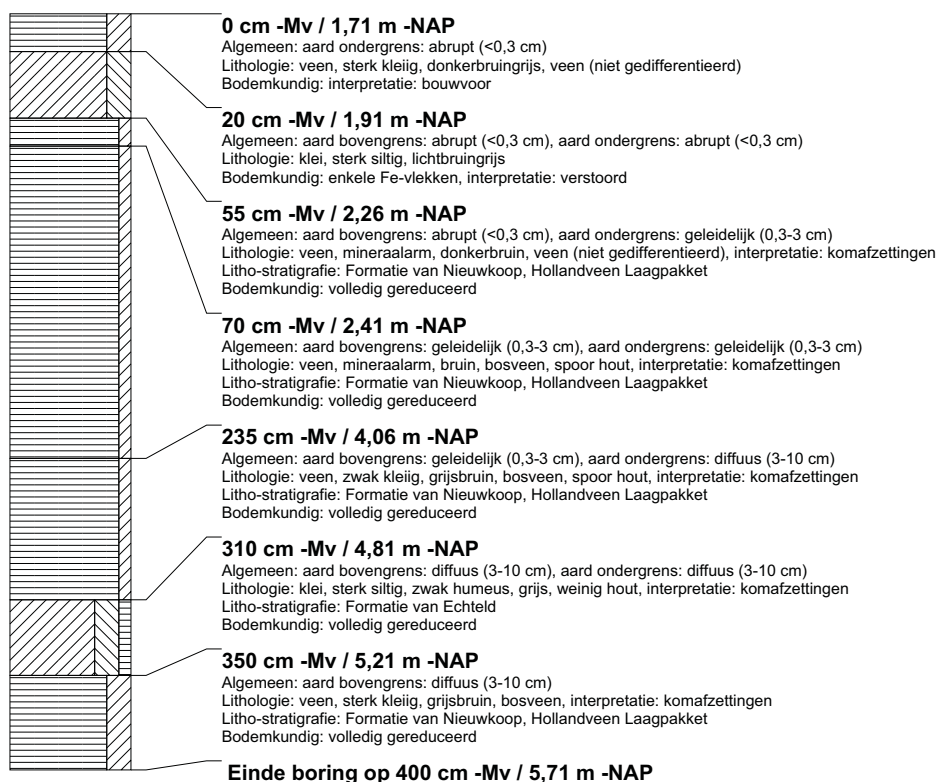 0 cm -Mv / 1,71 m -NAP
Algemeen: aard ondergrens: abrupt (<0,3 cm)
Lithologie: veen, sterk kleiig, donkerbruingrijs, veen (niet gedifferentieerd)
Bodemkundig: interpretatie: bouwvoor
20 cm -Mv / 1,91 m -NAP
Algemeen: aard bovengrens: abrupt (<0,3 cm), aard ondergrens: abrupt (<0,3 cm)
Lithologie: klei, sterk siltig, lichtbruingrijs
Bodemkundig: enkele Fe-vlekken, interpretatie: verstoord
55 cm -Mv / 2,26 m -NAP
Algemeen: aard bovengrens: abrupt (<0,3 cm), aard ondergrens: geleidelijk (0,3-3 cm)
Lithologie: veen, mineraalarm, donkerbruin, veen (niet gedifferentieerd), interpretatie: komafzettingen
Litho-stratigrafie: Formatie van Nieuwkoop, Hollandveen Laagpakket
Bodemkundig: volledig gereduceerd
70 cm -Mv / 2,41 m -NAP
Algemeen: aard bovengrens: geleidelijk (0,3-3 cm), aard ondergrens: geleidelijk (0,3-3 cm)
Lithologie: veen, mineraalarm, bruin, bosveen, spoor hout, interpretatie: komafzettingen
Litho-stratigrafie: Formatie van Nieuwkoop, Hollandveen Laagpakket
Bodemkundig: volledig gereduceerd
235 cm -Mv / 4,06 m -NAP
Algemeen: aard bovengrens: geleidelijk (0,3-3 cm), aard ondergrens: diffuus (3-10 cm)
Lithologie: veen, zwak kleiig, grijsbruin, bosveen, spoor hout, interpretatie: komafzettingen
Litho-stratigrafie: Formatie van Nieuwkoop, Hollandveen Laagpakket
Bodemkundig: volledig gereduceerd
310 cm -Mv / 4,81 m -NAP
Algemeen: aard bovengrens: diffuus (3-10 cm), aard ondergrens: diffuus (3-10 cm)
Lithologie: klei, sterk siltig, zwak humeus, grijs, weinig hout, interpretatie: komafzettingen
Litho-stratigrafie: Formatie van Echteld
Bodemkundig: volledig gereduceerd
350 cm -Mv / 5,21 m -NAP
Algemeen: aard bovengrens: diffuus (3-10 cm)
Lithologie: veen, sterk kleiig, grijsbruin, bosveen, interpretatie: komafzettingen
Litho-stratigrafie: Formatie van Nieuwkoop, Hollandveen Laagpakket
Bodemkundig: volledig gereduceerd
Einde boring op 400 cm -Mv / 5,71 m -NAP